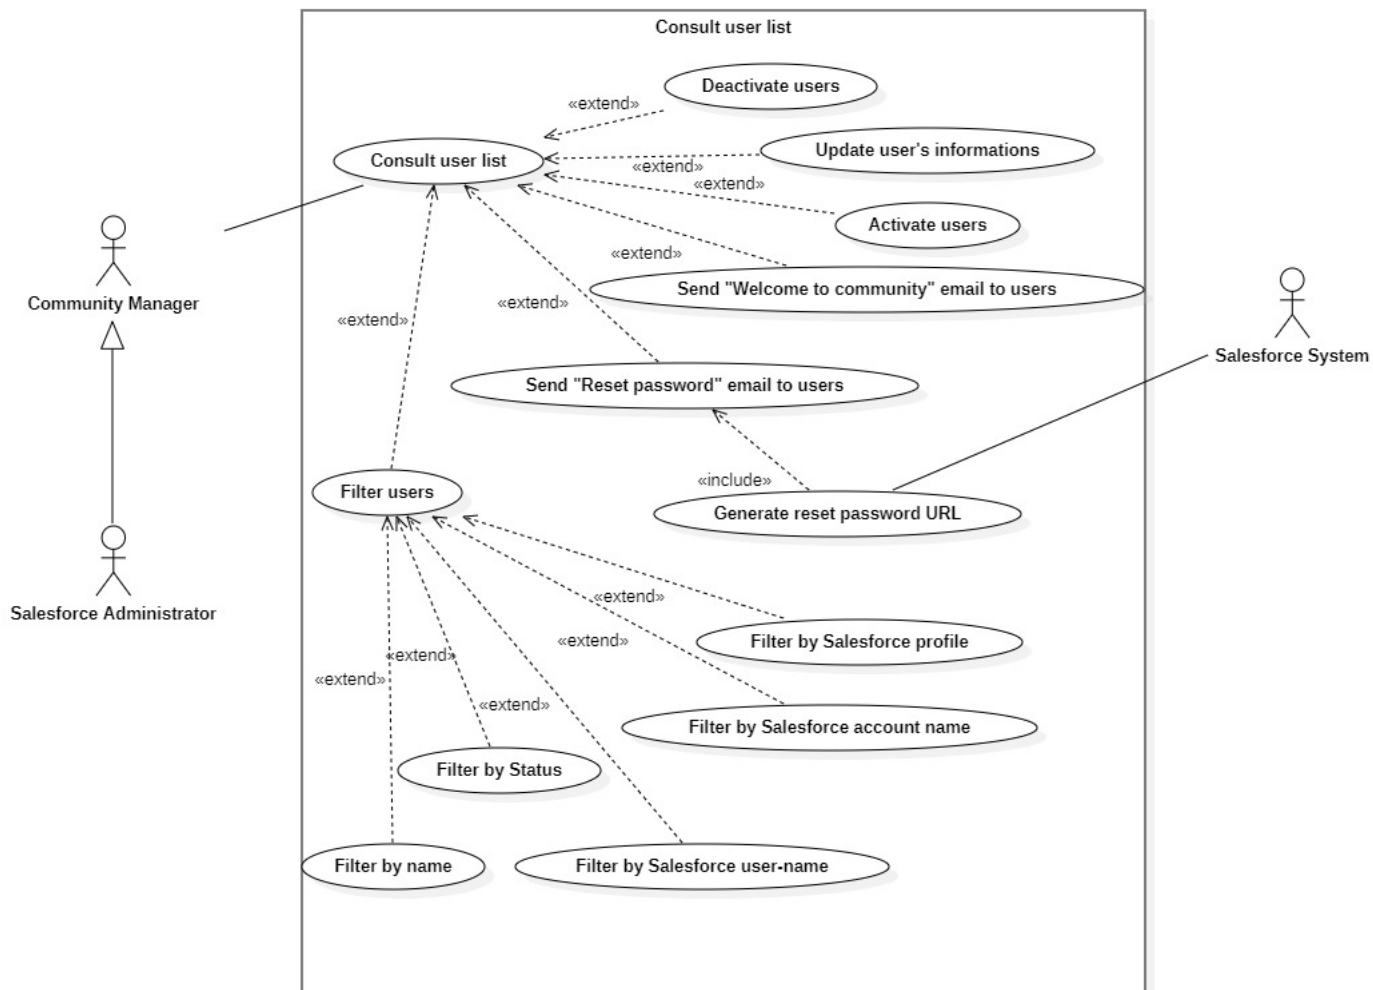 Consult user list
Deactivate users
«extend»
Update user's informations
Consult user list
«extend»
«extend»
Activate users
«extend»
Send "Welcome to community" email to users
Community Manager
«extend»
«extend»
Salesforce System
Send "Reset password" email to users
«include»
Filter users
Generate reset password URL
«extend»
Salesforce Administrator
«extend»
Filter by Salesforce profile
«extend»
«extend»
«extend»
Filter by Salesforce account name
Filter by Status
Filter by name
Filter by Salesforce user-name